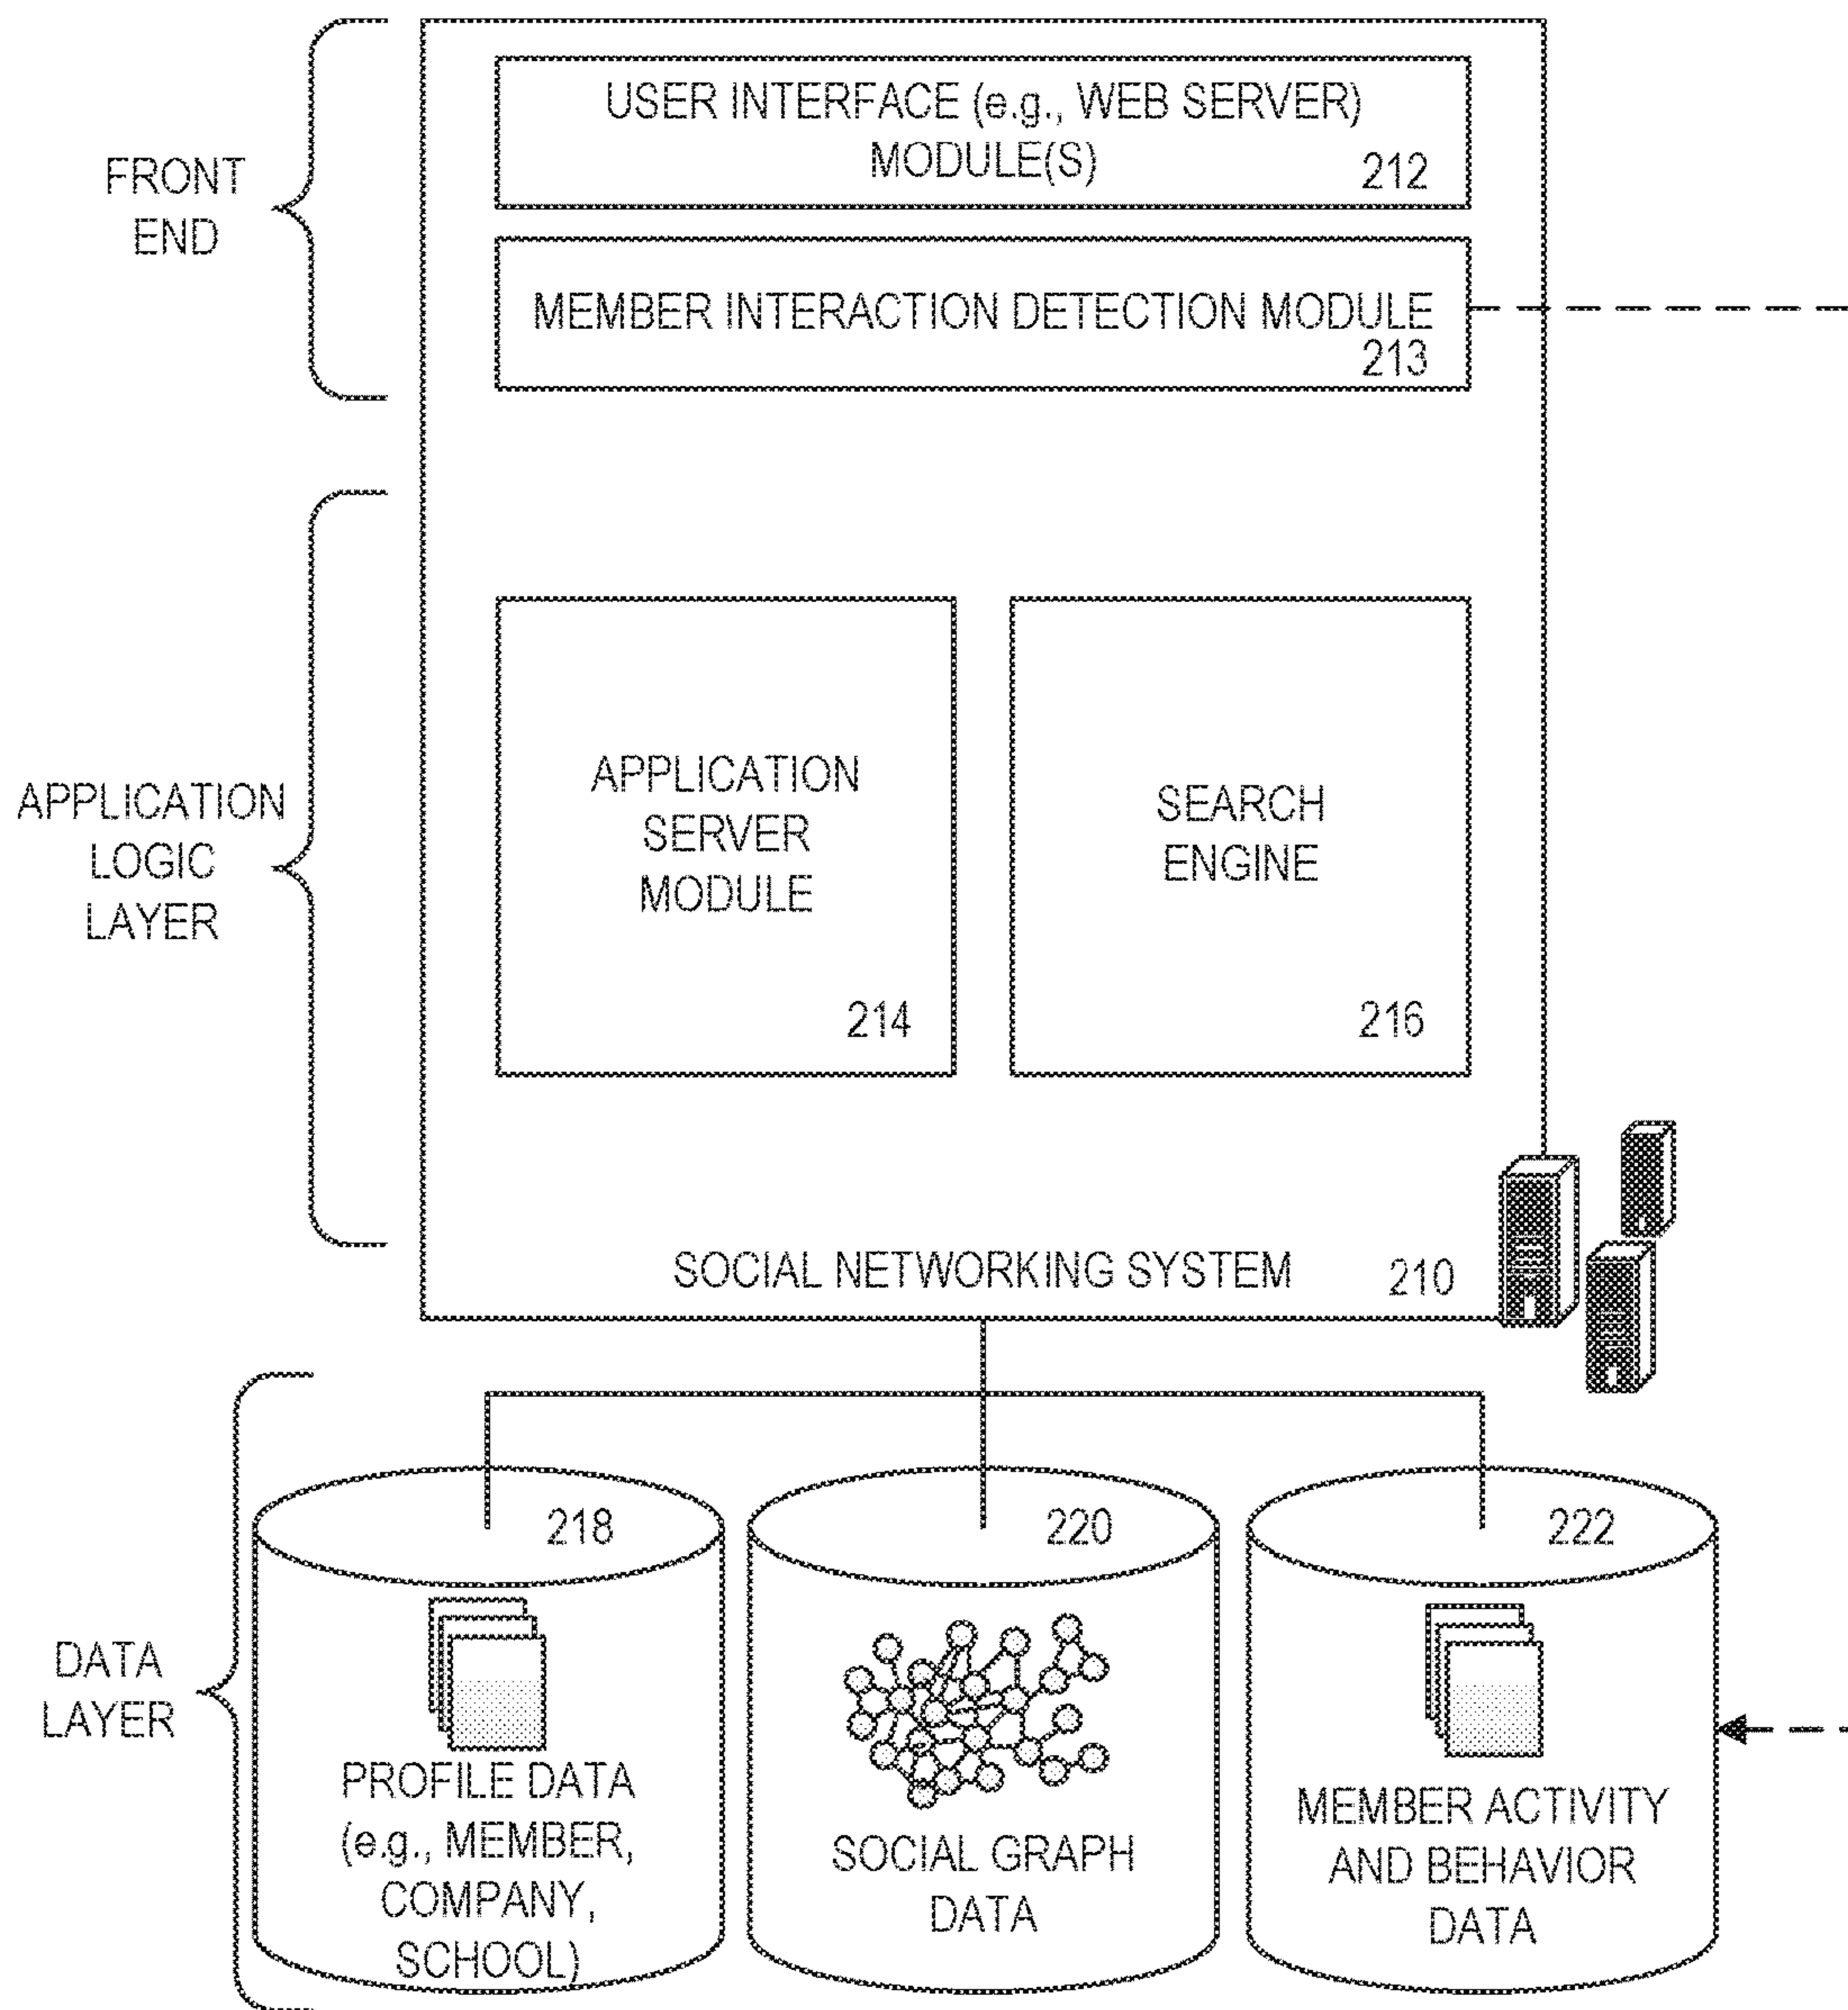 FRONT
END
USER INTERFACE (e.g., WEB SERVER)
MODULE(S)
212
MEMBER INTERACTION DETECTION MODULE
213
APPLICATION
LOGIC
LAYER
APPLICATION
SERVER
MODULE
214
SEARCH
ENGINE
216
SOCIAL NETWORKING SYSTEM
210
DATA
LAYER
218
PROFILE DATA
(e.g., MEMBER,
COMPANY,
SCHOOL)
220
SOCIAL GRAPH
DATA
222
MEMBER ACTIVITY
AND BEHAVIOR
DATA